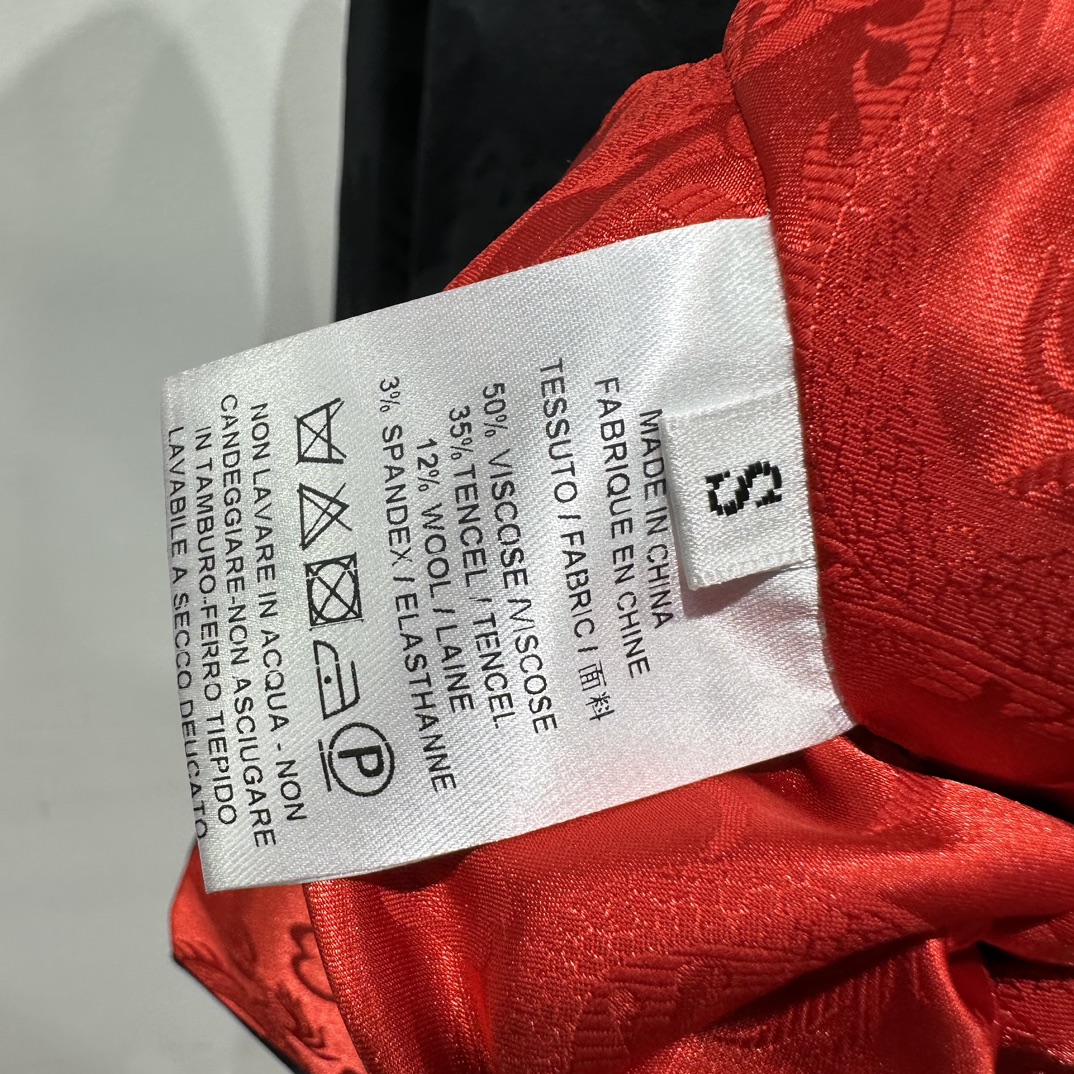 S
MADE IN CHINA
FABRIQUE EN CHINE
TESSUTO / FABRIC / 面料
50% VISCOSE /VISCOSE
35%TENCEL / TENCEL
12% WOOL / LAINE
3% SPANDEX / ELASTHANNE
P
NON LAVARE IN ACQUA - NON
CANDEGGIARE-NON ASCIUGARE
IN TAMBURO-FERRO TIEPIDO
LAVABILE A SECCO DELICATO